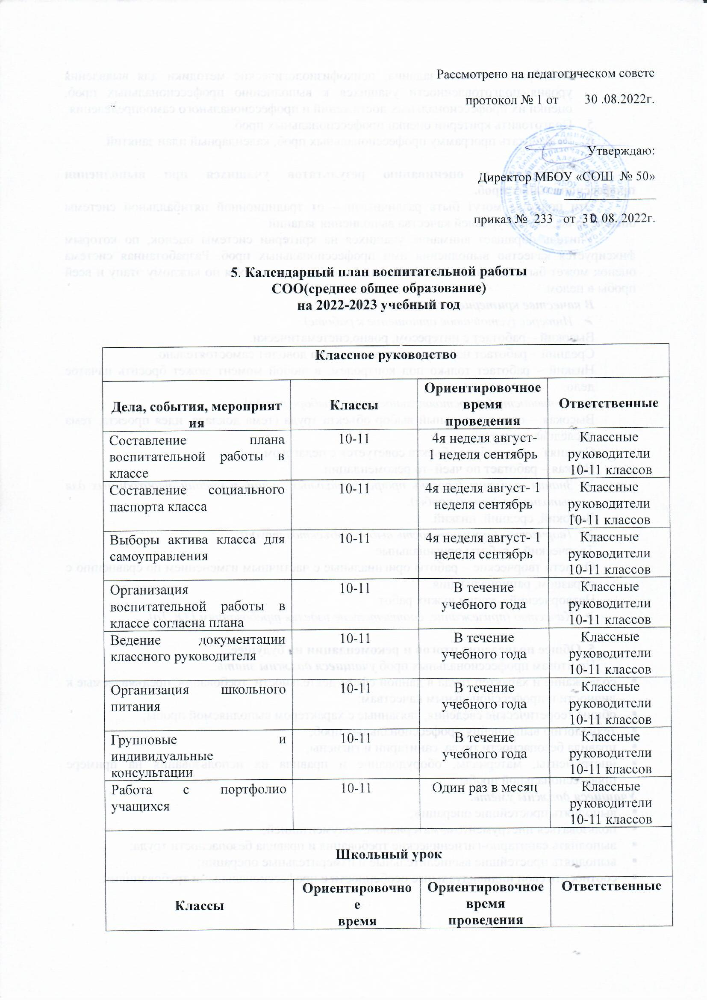 Рассмотрено на педагогическом совете
протокол № 1 от 30 .08.2022г.
Утверждаю:
Директор МБОУ «СОШ № 50»
приказ № 233 от 30. 08. 2022г.
5. Календарный план воспитательной работы
СОО(среднее общее образование)
на 2022-2023 учебный год
Классное руководство
Дела, события, мероприят
ия
Классы
Ориентировочное
время
проведения
Ответственные
Составление плана
воспитательной работы в
классе
10-11
4я неделя август-
1 неделя сентябрь
Классные
руководители
10-11 классов
Составление социального
паспорта класса
10-11
4я неделя август- 1
неделя сентябрь
Классные
руководители
10-11 классов
Выборы актива класса для
самоуправления
10-11
4я неделя август- 1
неделя сентябрь
Классные
руководители
10-11 классов
Организация
воспитательной работы в
классе согласна плана
10-11
В течение
учебного года
Классные
руководители
10-11 классов
Ведение документации
классного руководителя
10-11
В течение
учебного года
Классные
руководители
10-11 классов
Организация школьного
питания
10-11
В течение
учебного года
Классные
руководители
10-11 классов
Групповые и
индивидуальные
консультации
10-11
В течение
учебного года
Классные
руководители
10-11 классов
Работа с портфолио
учащихся
10-11
Один раз в месяц
Классные
руководители
10-11 классов
Школьный урок
Классы
Ориентировочно
е
время
Ориентировочное
время
проведения
Ответственные